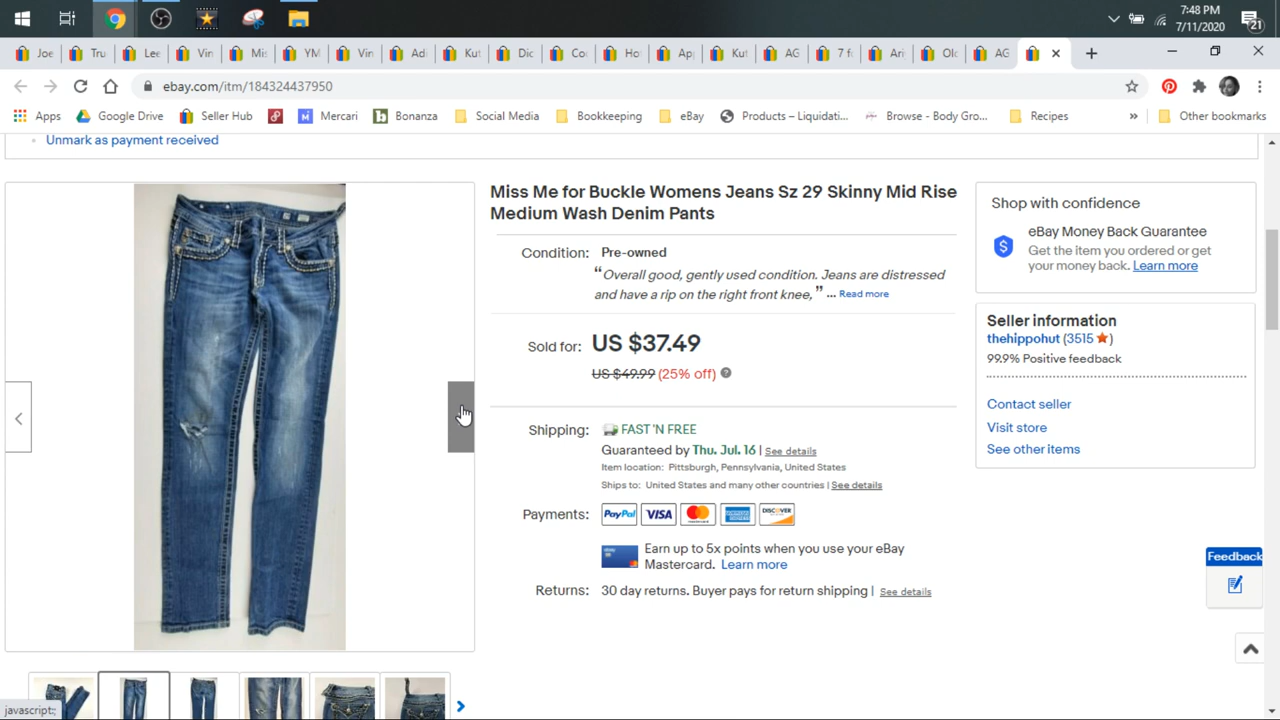 7:48 PM
7/11/2020
21
Joe
Tru
Lee
Vin
Mis
YM
Vin
Adi
Kut
Dic
Co
Ho
Ap
Kut
AG
7 f
Ari
Olc
AG
ebay.com/itm/184324437950
Apps
Google Drive
Seller Hub
Mercari
Bonanza
Social Media
Bookkeeping
eBay
Products – Liquidati...
Browse - Body Gro...
Recipes
»
Other bookmarks
Unmark as payment received
Miss Me for Buckle Womens Jeans Sz 29 Skinny Mid Rise
Medium Wash Denim Pants
Condition: Pre-owned
“Overall good, gently used condition. Jeans are distressed
and have a rip on the right front knee,” ... Read more
Sold for: US $37.49
US $49.99 (25% off)
Shipping: FAST 'N FREE
Guaranteed by Thu. Jul. 16 | See details
Item location: Pittsburgh, Pennsylvania, United States
Ships to: United States and many other countries | See details
Payments: PayPal VISA MasterCard AMERICAN EXPRESS DISCOVER
Earn up to 5x points when you use your eBay
Mastercard. Learn more
Returns: 30 day returns. Buyer pays for return shipping | See details
Shop with confidence
eBay Money Back Guarantee
Get the item you ordered or get
your money back. Learn more
Seller information
thehippohut (3515)
99.9% Positive feedback
Contact seller
Visit store
See other items
Feedback
javascript:;